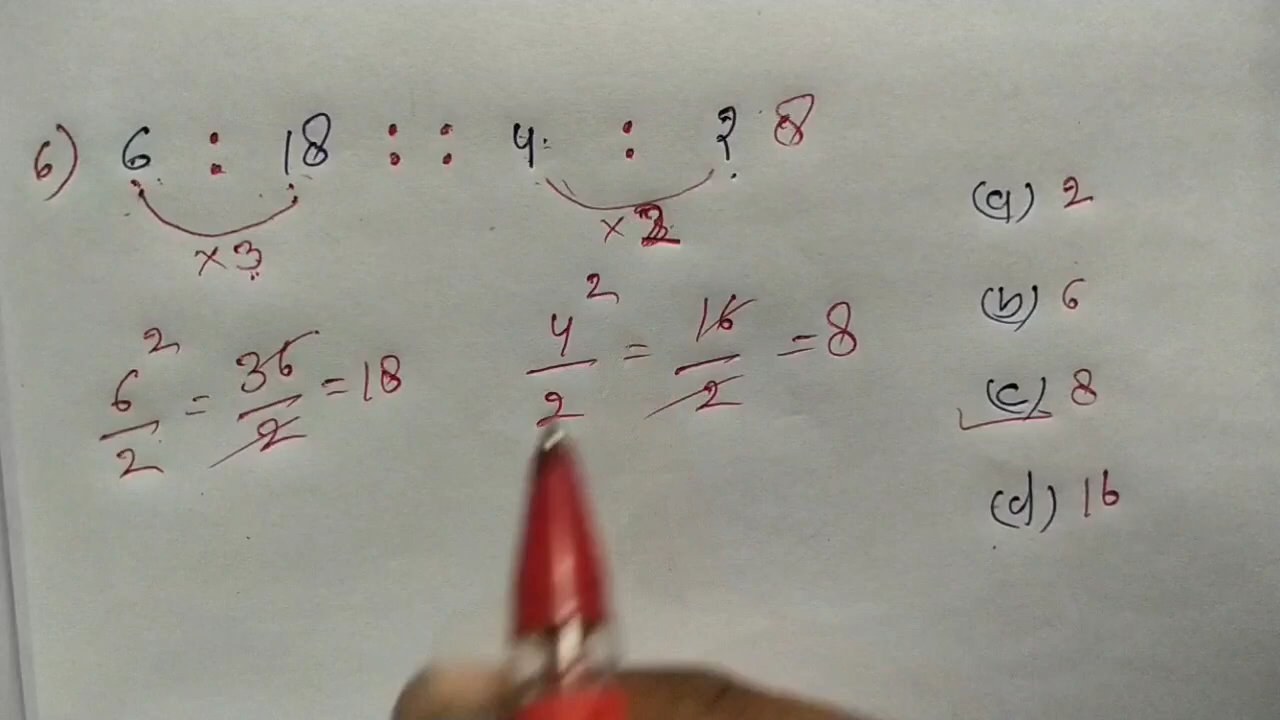 6) 6 : 18 :: 4 : ? 8
×3 ×2
6²/2 = 36/2 = 18
4²/2 = 16/2 = 8
(a) 2
(b) 6
(c) 8
(d) 16